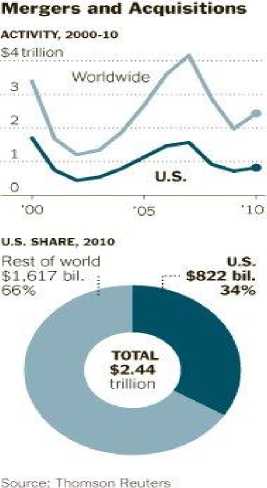 Mergers and Acquisitions
ACTIVITY, 2000-10
$4 trillion
Worldwide
3
2
1
U.S.
0
'00 '05 '10
U.S. SHARE, 2010
Rest of world
$1,617 bil.
66%
U.S.
$822 bil.
34%
TOTAL
$2.44
trillion
Source: Thomson Reuters